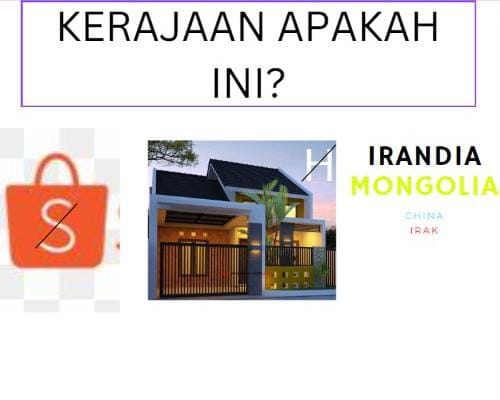 KERAJAAN APAKAH
INI?
S
H
IRANDIA
MONGOLIA
CHINA
IRAK